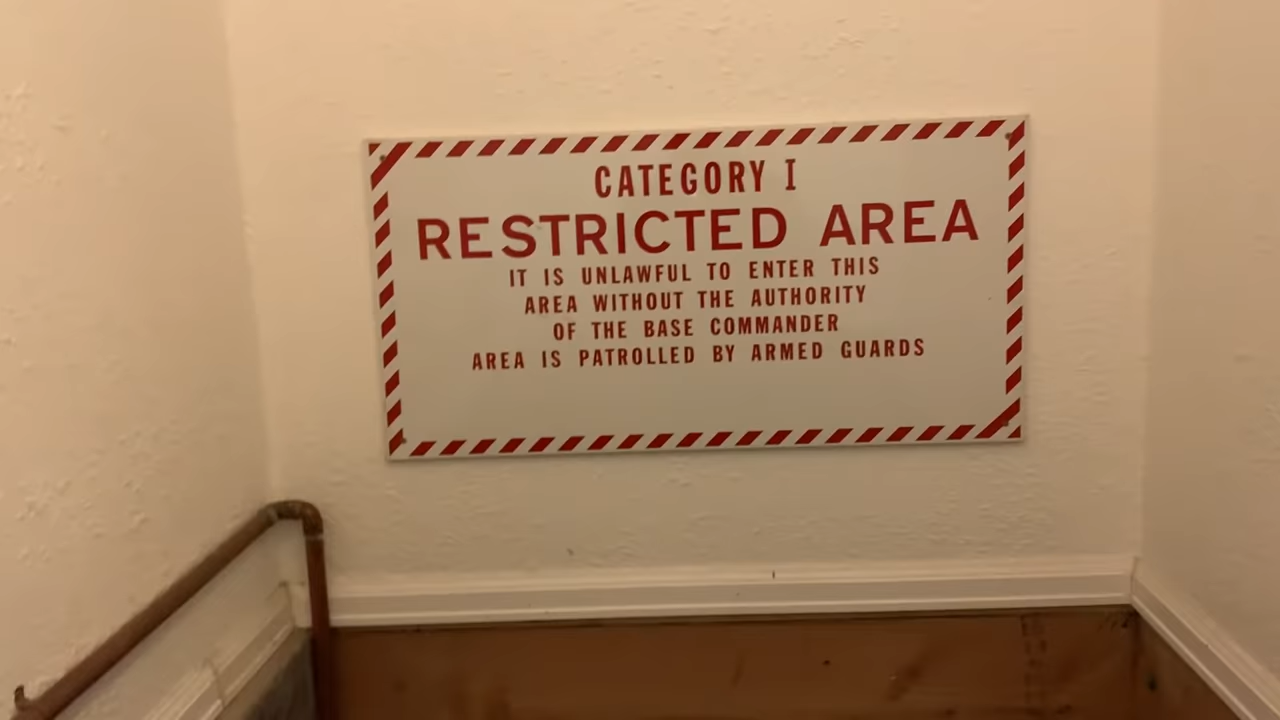 CATEGORY I
RESTRICTED AREA
IT IS UNLAWFUL TO ENTER THIS
AREA WITHOUT THE AUTHORITY
OF THE BASE COMMANDER
AREA IS PATROLLED BY ARMED GUARDS